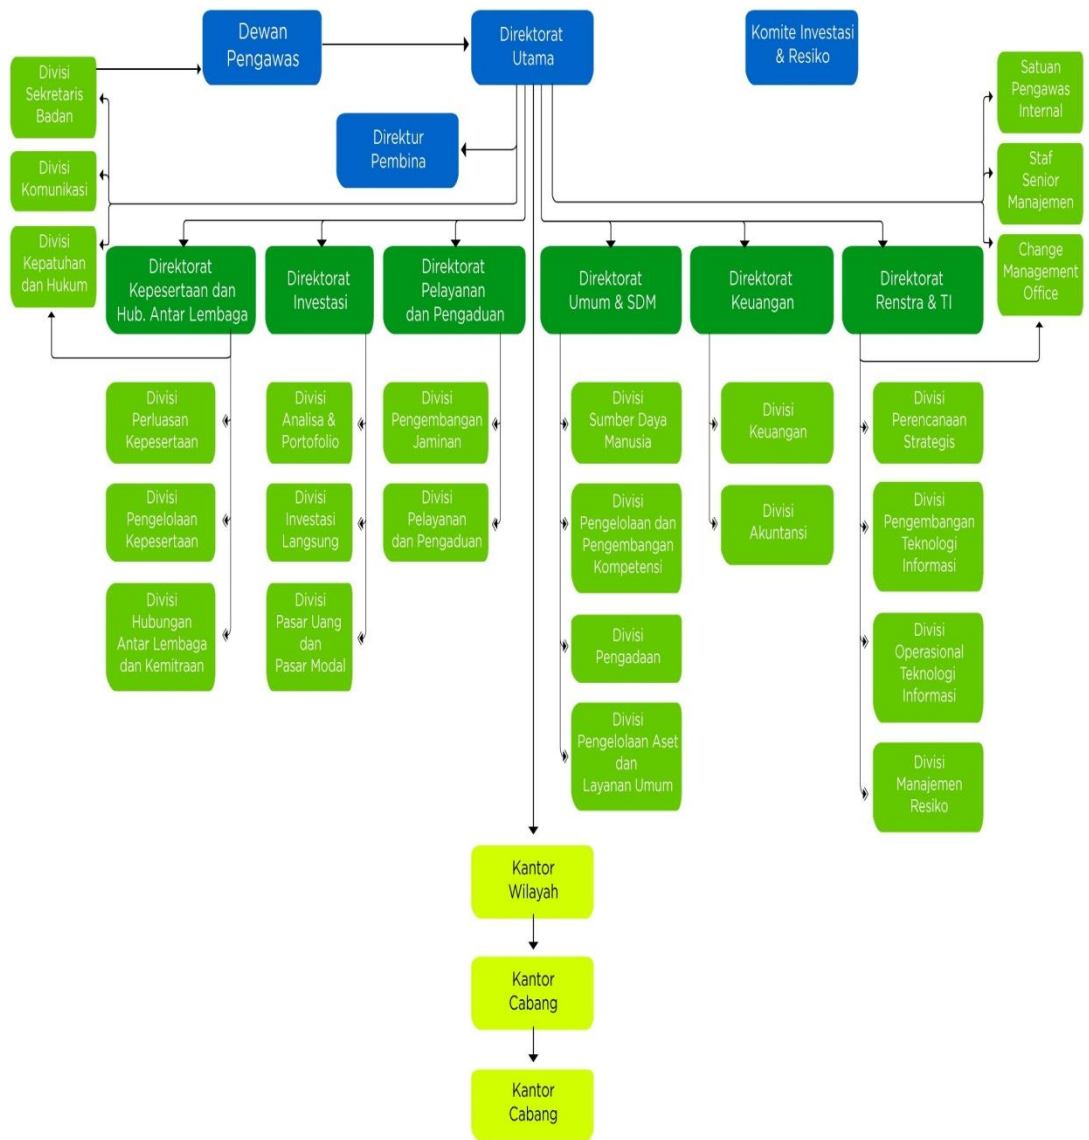 Dewan
Pengawas
Direktorat
Utama
Komite Investasi
& Resiko
Divisi
Sekretaris
Badan
Satuan
Pengawas
Internal
Direktur
Pembina
Divisi
Komunikasi
Staf
Senior
Manajemen
Divisi
Kepatuhan
dan Hukum
Change
Management
Office
Direktorat
Kepesertaan dan
Hub. Antar Lembaga
Direktorat
Investasi
Direktorat
Pelayanan
dan Pengaduan
Direktorat
Umum & SDM
Direktorat
Keuangan
Direktorat
Renstra & TI
Divisi
Perluasan
Kepesertaan
Divisi
Analisa &
Portofolio
Divisi
Pengembangan
Jaminan
Divisi
Sumber Daya
Manusia
Divisi
Keuangan
Divisi
Perencanaan
Strategis
Divisi
Pengelolaan
Kepesertaan
Divisi
Investasi
Langsung
Divisi
Pelayanan
dan Pengaduan
Divisi
Pengelolaan dan
Pengembangan
Kompetensi
Divisi
Akuntansi
Divisi
Pengembangan
Teknologi
Informasi
Divisi
Hubungan
Antar Lembaga
dan Kemitraan
Divisi
Pasar Uang
dan
Pasar Modal
Divisi
Pengadaan
Divisi
Operasional
Teknologi
Informasi
Divisi
Pengelolaan Aset
dan
Layanan Umum
Divisi
Manajemen
Resiko
Kantor
Wilayah
Kantor
Cabang
Kantor
Cabang